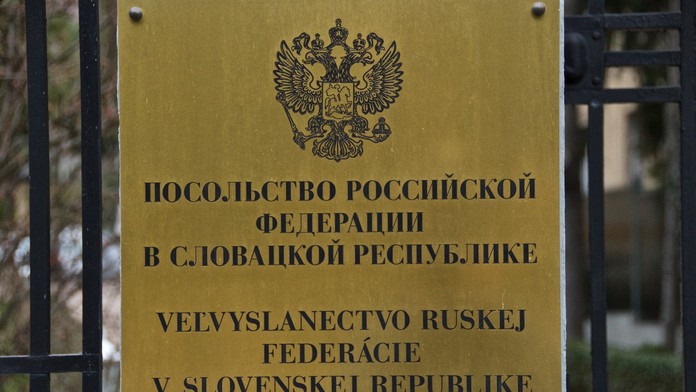 ПОСОЛЬСТВО РОССИЙСКОЙ
ФЕДЕРАЦИИ
В СЛОВАЦКОЙ РЕСПУБЛИКЕ
VEĽVYSLANECTVO RUSKEJ
FEDERÁCIE
V SLOVENSKEJ REPUBLIKE